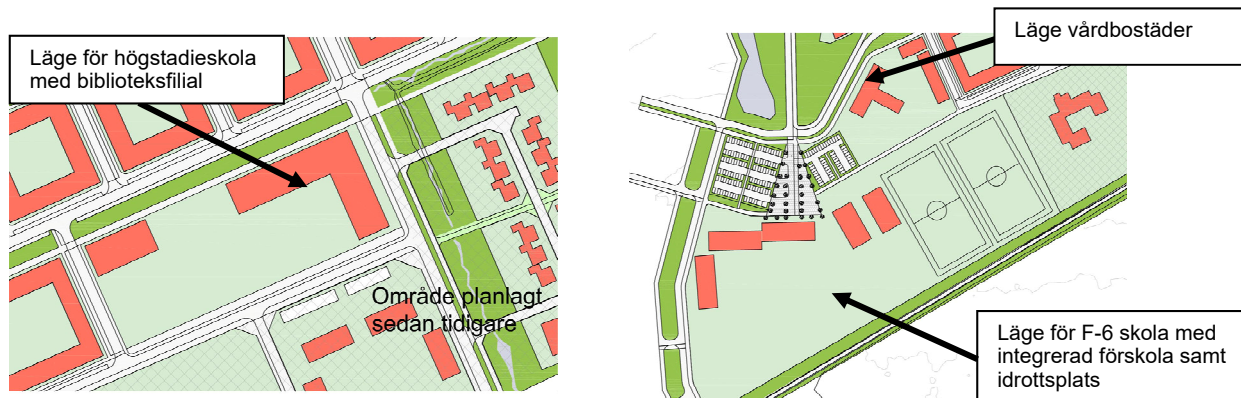 Läge för högstadieskola
med biblioteksfilial
Område planlagt
sedan tidigare
Läge vårdbostäder
Läge för F-6 skola med
integrerad förskola samt
idrottsplats